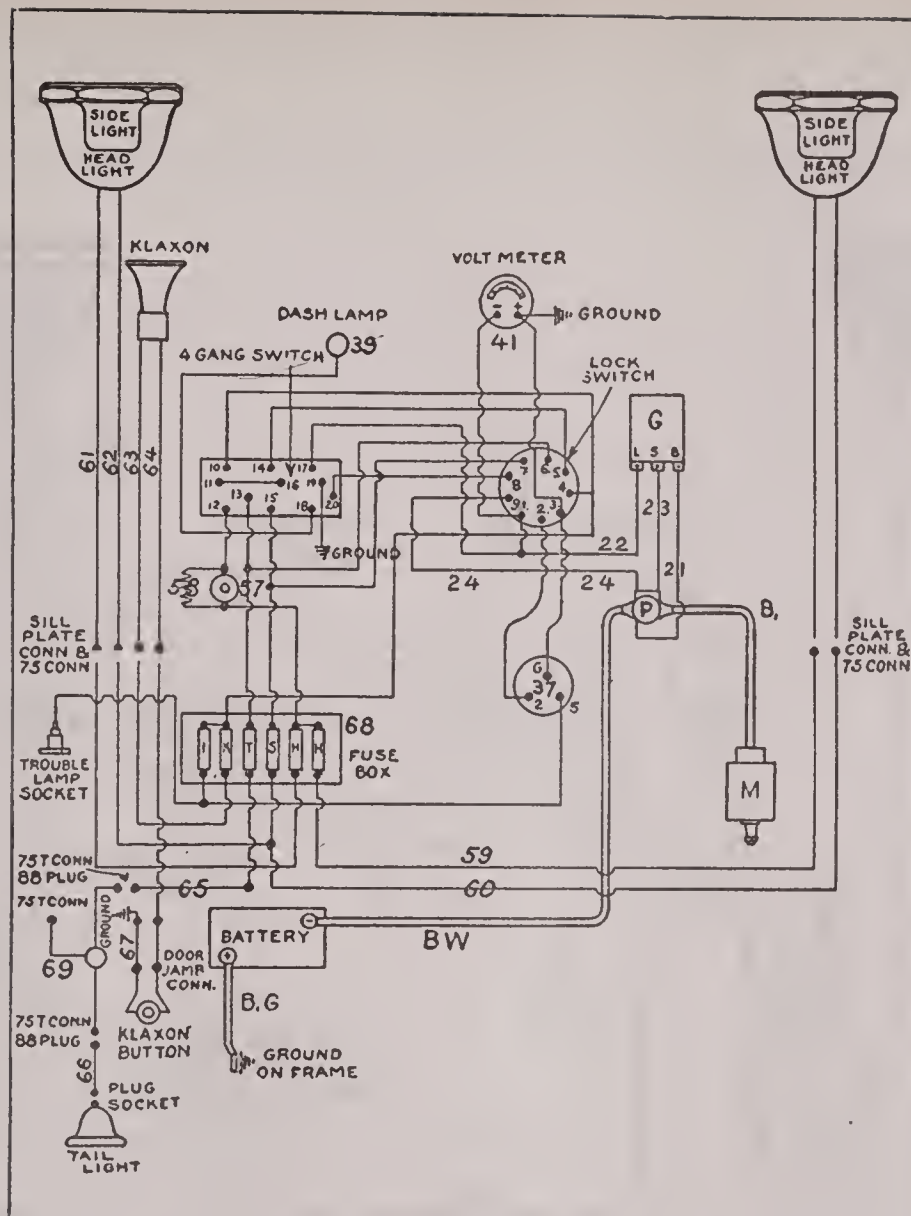 SIDE
LIGHT
HEAD
LIGHT
SIDE
LIGHT
HEAD
LIGHT
KLAXON
VOLT METER
- +
GROUND
41
DASH LAMP
39
4 GANG SWITCH
LOCK
SWITCH
G
L S B
61
62
63
64
10 14 17
11 16 19
13 15 20
12 18
GROUND
7 6 5
8 4
9 1 2 3
23
22
21
24 24
58 57
P
B.
SILL
PLATE
CONN &
75 CONN
SILL
PLATE
CONN. &
75 CONN
G
37
2 5
TROUBLE
LAMP
SOCKET
1 X T S H H
68
FUSE
BOX
M
59
60
75T CONN
88 PLUG
65
75T CONN
GROUND
67
69
DOOR
JAMB
CONN.
BATTERY
-
+
BW
B.G
GROUND
ON FRAME
75T CONN
88 PLUG
KLAXON
BUTTON
66
PLUG
SOCKET
TAIL
LIGHT